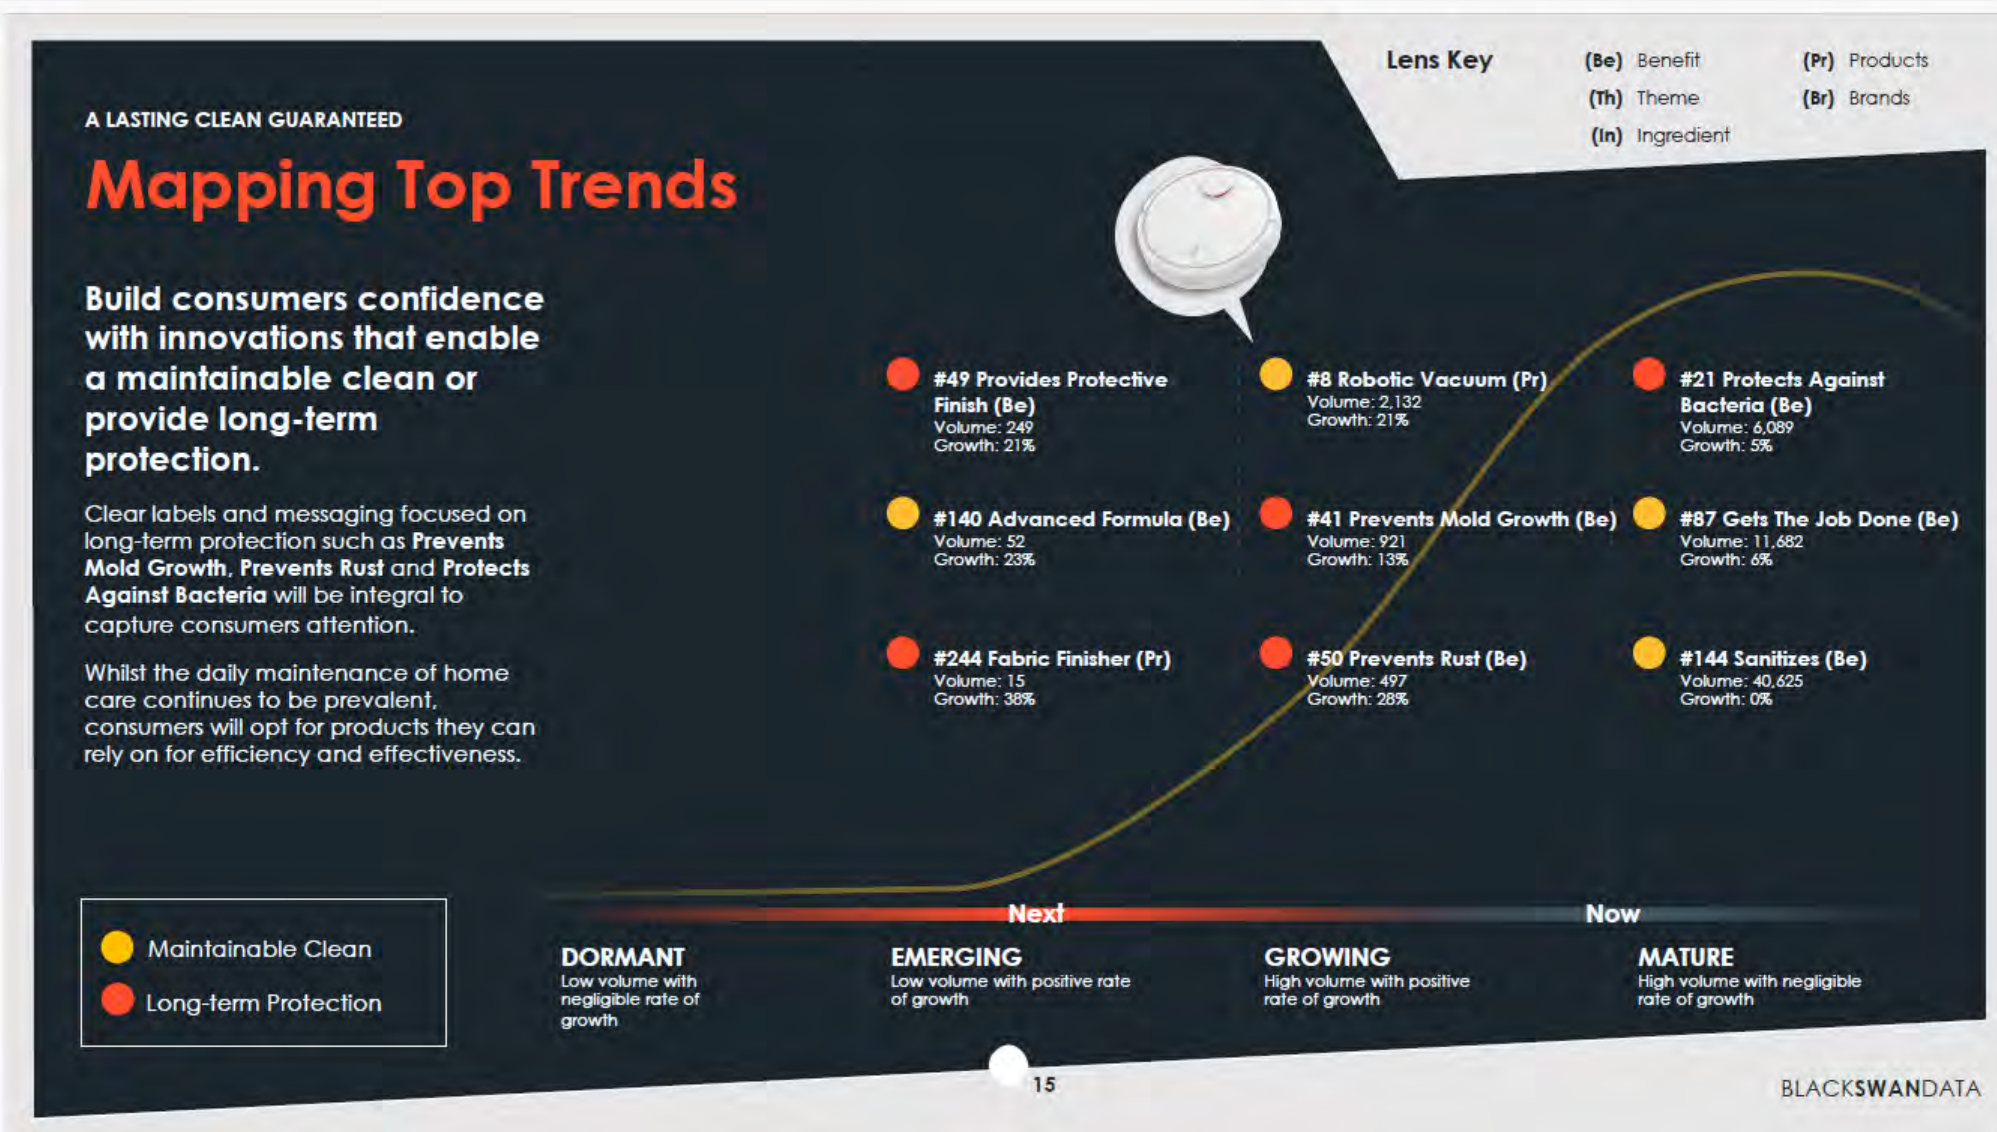 Lens Key
(Be) Benefit
(Pr) Products
(Th) Theme
(Br) Brands
(In) Ingredient
A LASTING CLEAN GUARANTEED
Mapping Top Trends
Build consumers confidence
with innovations that enable
a maintainable clean or
provide long-term
protection.
Clear labels and messaging focused on
long-term protection such as Prevents
Mold Growth, Prevents Rust and Protects
Against Bacteria will be integral to
capture consumers attention.
Whilst the daily maintenance of home
care continues to be prevalent,
consumers will opt for products they can
rely on for efficiency and effectiveness.
#49 Provides Protective
Finish (Be)
Volume: 249
Growth: 21%
#8 Robotic Vacuum (Pr)
Volume: 2,132
Growth: 21%
#21 Protects Against
Bacteria (Be)
Volume: 6,089
Growth: 5%
#140 Advanced Formula (Be)
Volume: 52
Growth: 23%
#41 Prevents Mold Growth (Be)
Volume: 921
Growth: 13%
#87 Gets The Job Done (Be)
Volume: 11,682
Growth: 6%
#244 Fabric Finisher (Pr)
Volume: 15
Growth: 38%
#50 Prevents Rust (Be)
Volume: 497
Growth: 28%
#144 Sanitizes (Be)
Volume: 40,625
Growth: 0%
Maintainable Clean
Long-term Protection
Next
Now
DORMANT
Low volume with
negligible rate of
growth
EMERGING
Low volume with positive rate
of growth
GROWING
High volume with positive
rate of growth
MATURE
High volume with negligible
rate of growth
15
BLACKSWANDATA